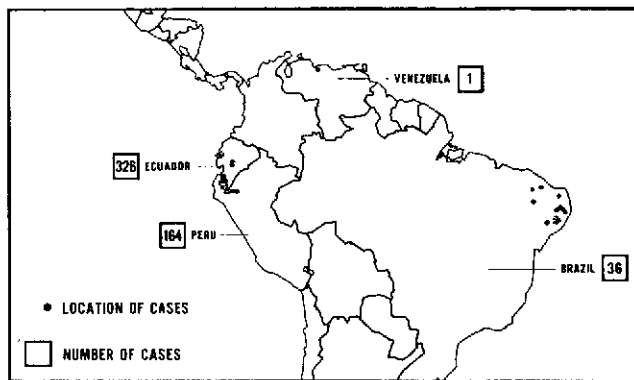 VENEZUELA 1
326 ECUADOR
164 PERU
BRAZIL 36
LOCATION OF CASES
NUMBER OF CASES